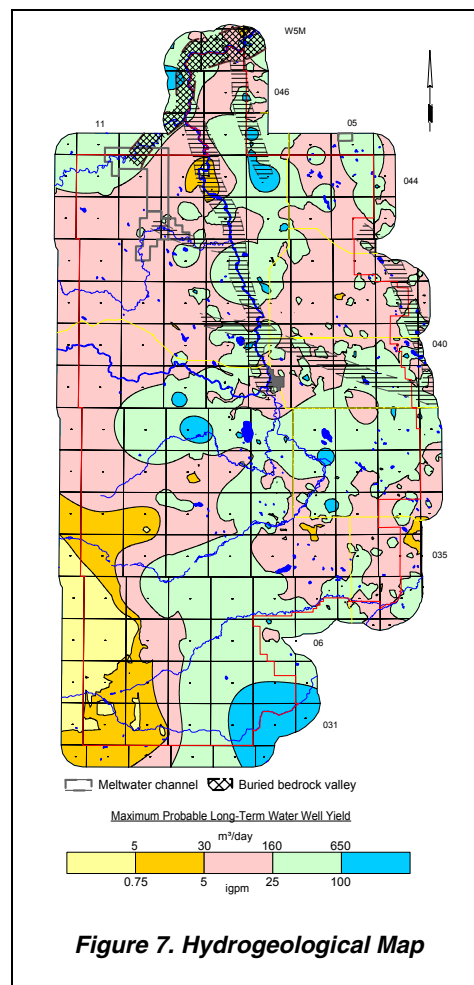 W5M
046
11
05
044
040
035
06
031
Meltwater channel
Buried bedrock valley
Maximum Probable Long-Term Water Well Yield
m³/day
5 30 160 650
0.75 5 igpm 25 100
Figure 7. Hydrogeological Map